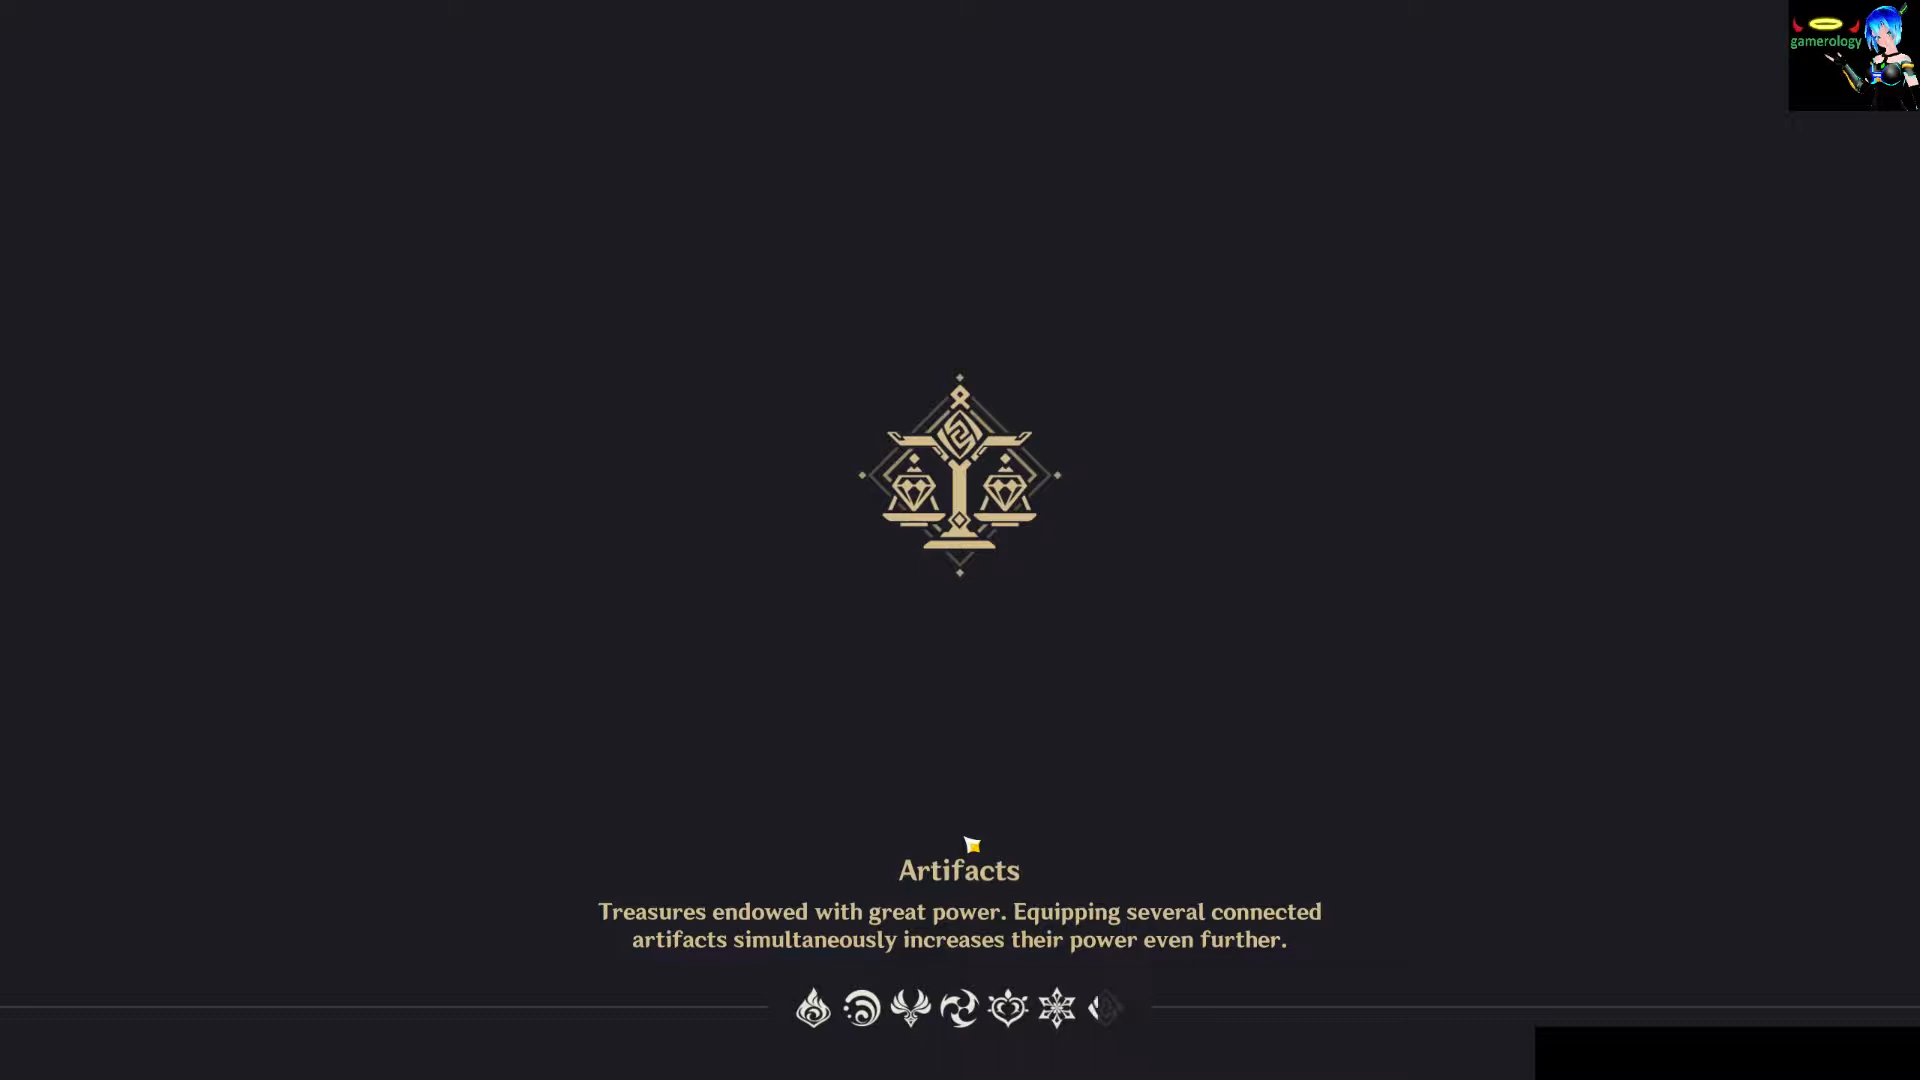 gamerology
Artifacts
Treasures endowed with great power. Equipping several connected
artifacts simultaneously increases their power even further.